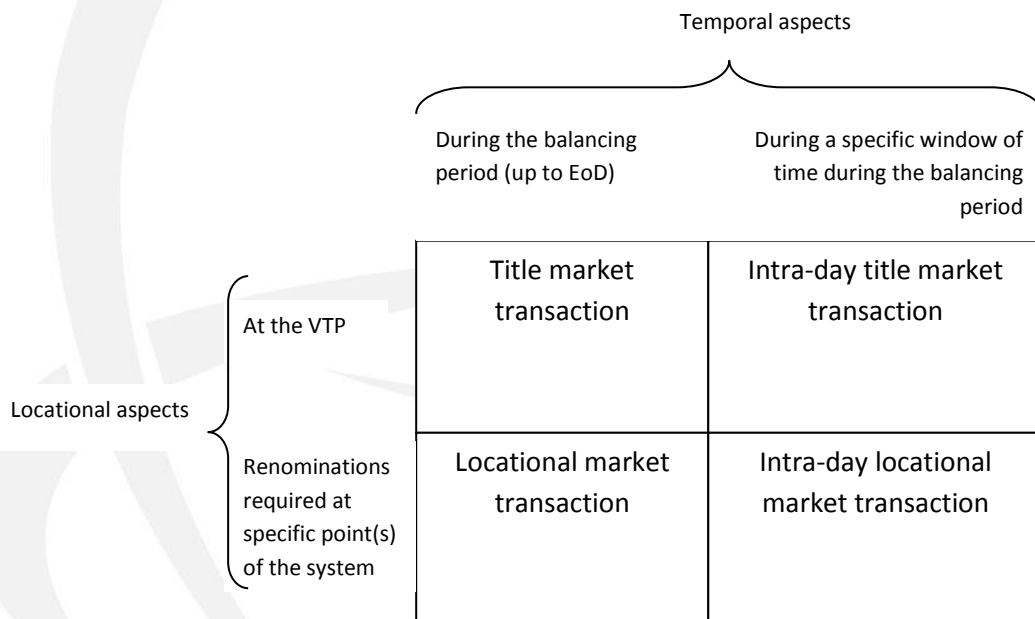 Temporal aspects
During the balancing
period (up to EoD)
During a specific window of
time during the balancing
period
Title market
transaction
Intra-day title market
transaction
At the VTP
Locational aspects
Renominations
required at
specific point(s)
of the system
Locational market
transaction
Intra-day locational
market transaction